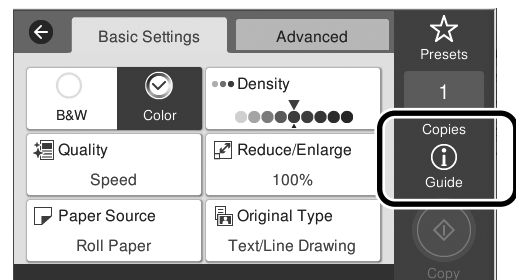 Basic Settings
Advanced
Presets
B&W
Color
Density
1
Copies
Quality
Speed
Reduce/Enlarge
100%
Guide
Paper Source
Roll Paper
Original Type
Text/Line Drawing
Copy